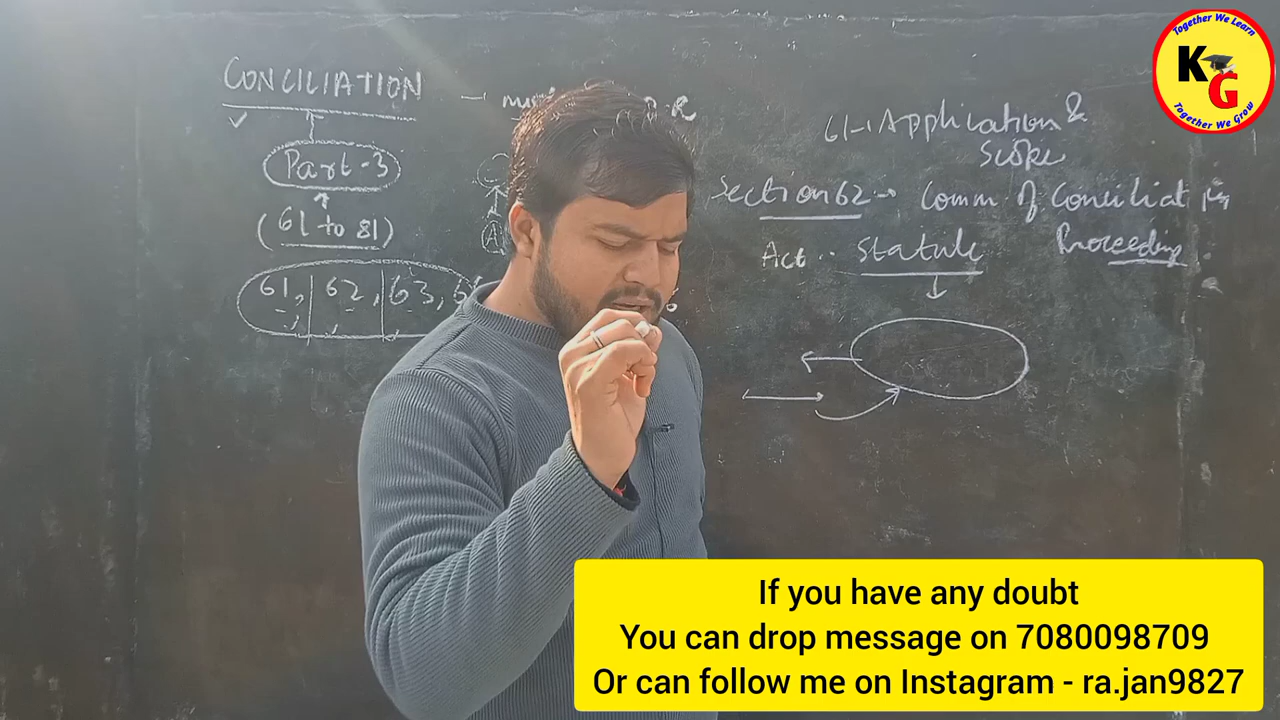 CONCILIATION
Part-3
(61 to 81)
61, 62, 63,
61 → Application &
Scope
Section 62 → Comm. of Conciliat
Proceeding
Act .. Statute
Together We Learn
KG
Together We Grow
If you have any doubt
You can drop message on 7080098709
Or can follow me on Instagram - ra.jan9827